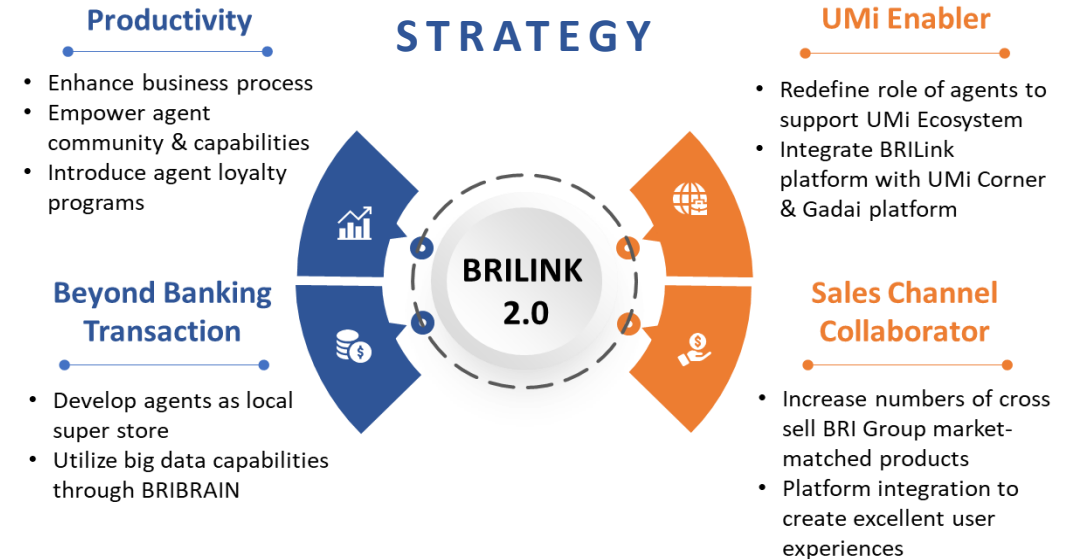 STRATEGY
Productivity
• Enhance business process
• Empower agent
community & capabilities
• Introduce agent loyalty
programs
Beyond Banking
Transaction
• Develop agents as local
super store
• Utilize big data capabilities
through BRIBRAIN
BRILINK
2.0
UMi Enabler
• Redefine role of agents to
support UMi Ecosystem
• Integrate BRILink
platform with UMi Corner
& Gadai platform
Sales Channel
Collaborator
• Increase numbers of cross
sell BRI Group market-
matched products
• Platform integration to
create excellent user
experiences